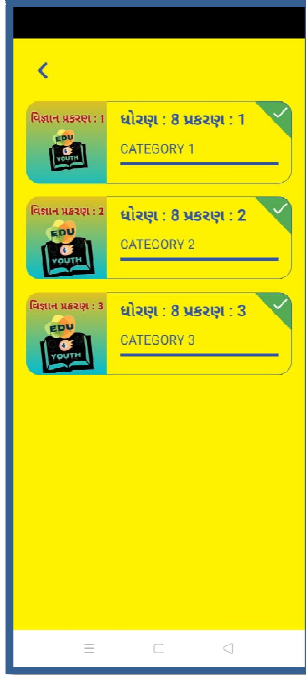 વિજ્ઞાન પ્રકરણ : 1
EDU
YOUTH
ધોરણ : 8 પ્રકરણ : 1
CATEGORY 1
વિજ્ઞાન પ્રકરણ : 2
EDU
YOUTH
ધોરણ : 8 પ્રકરણ : 2
CATEGORY 2
વિજ્ઞાન પ્રકરણ : 3
EDU
YOUTH
ધોરણ : 8 પ્રકરણ : 3
CATEGORY 3